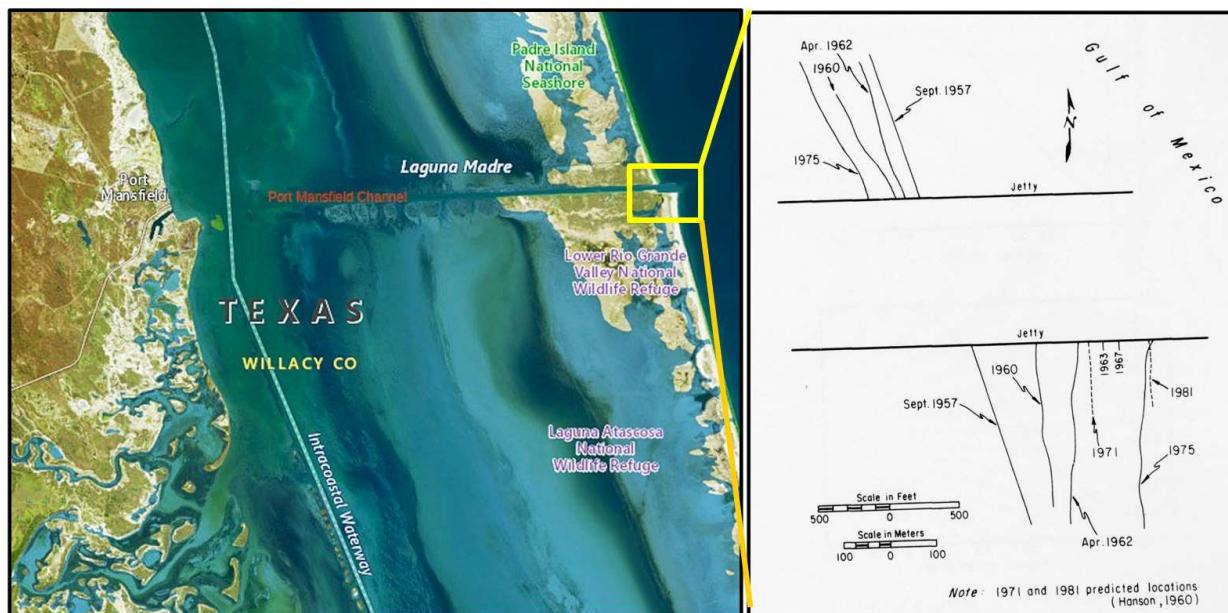 Padre Island
National
Seashore
Laguna Madre
Port
Mansfield
Port Mansfield Channel
Lower Rio Grande
Valley National
Wildlife Refuge
TEXAS
WILLACY CO
Laguna Atascosa
National
Wildlife Refuge
Intracoastal Waterway
Apr. 1962
1960
Sept. 1957
1975
N
Gulf of Mexico
Jetty
Jetty
1963
1967
1960
1981
Sept. 1957
1971
1975
Scale in Feet
500 0 500
Scale in Meters
100 0 100
Apr. 1962
Note: 1971 and 1981 predicted locations
(Hanson, 1960)